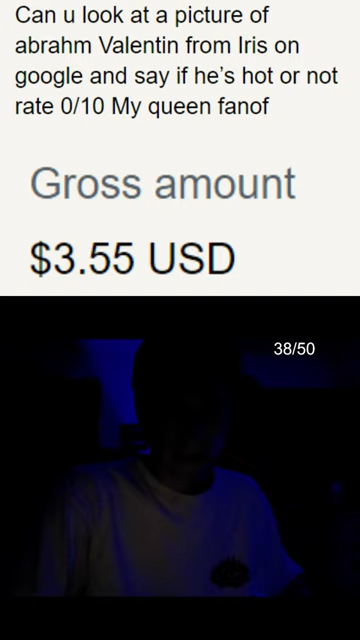 Can u look at a picture of
abrahm Valentin from Iris on
google and say if he’s hot or not
rate 0/10 My queen fanof
Gross amount
$3.55 USD
38/50